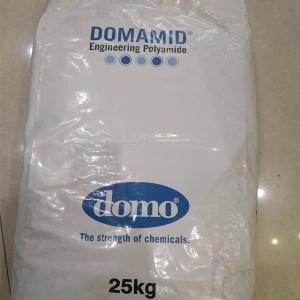 DOMAMID®
Engineering Polyamide
domo®
The strength of chemicals.
25kg